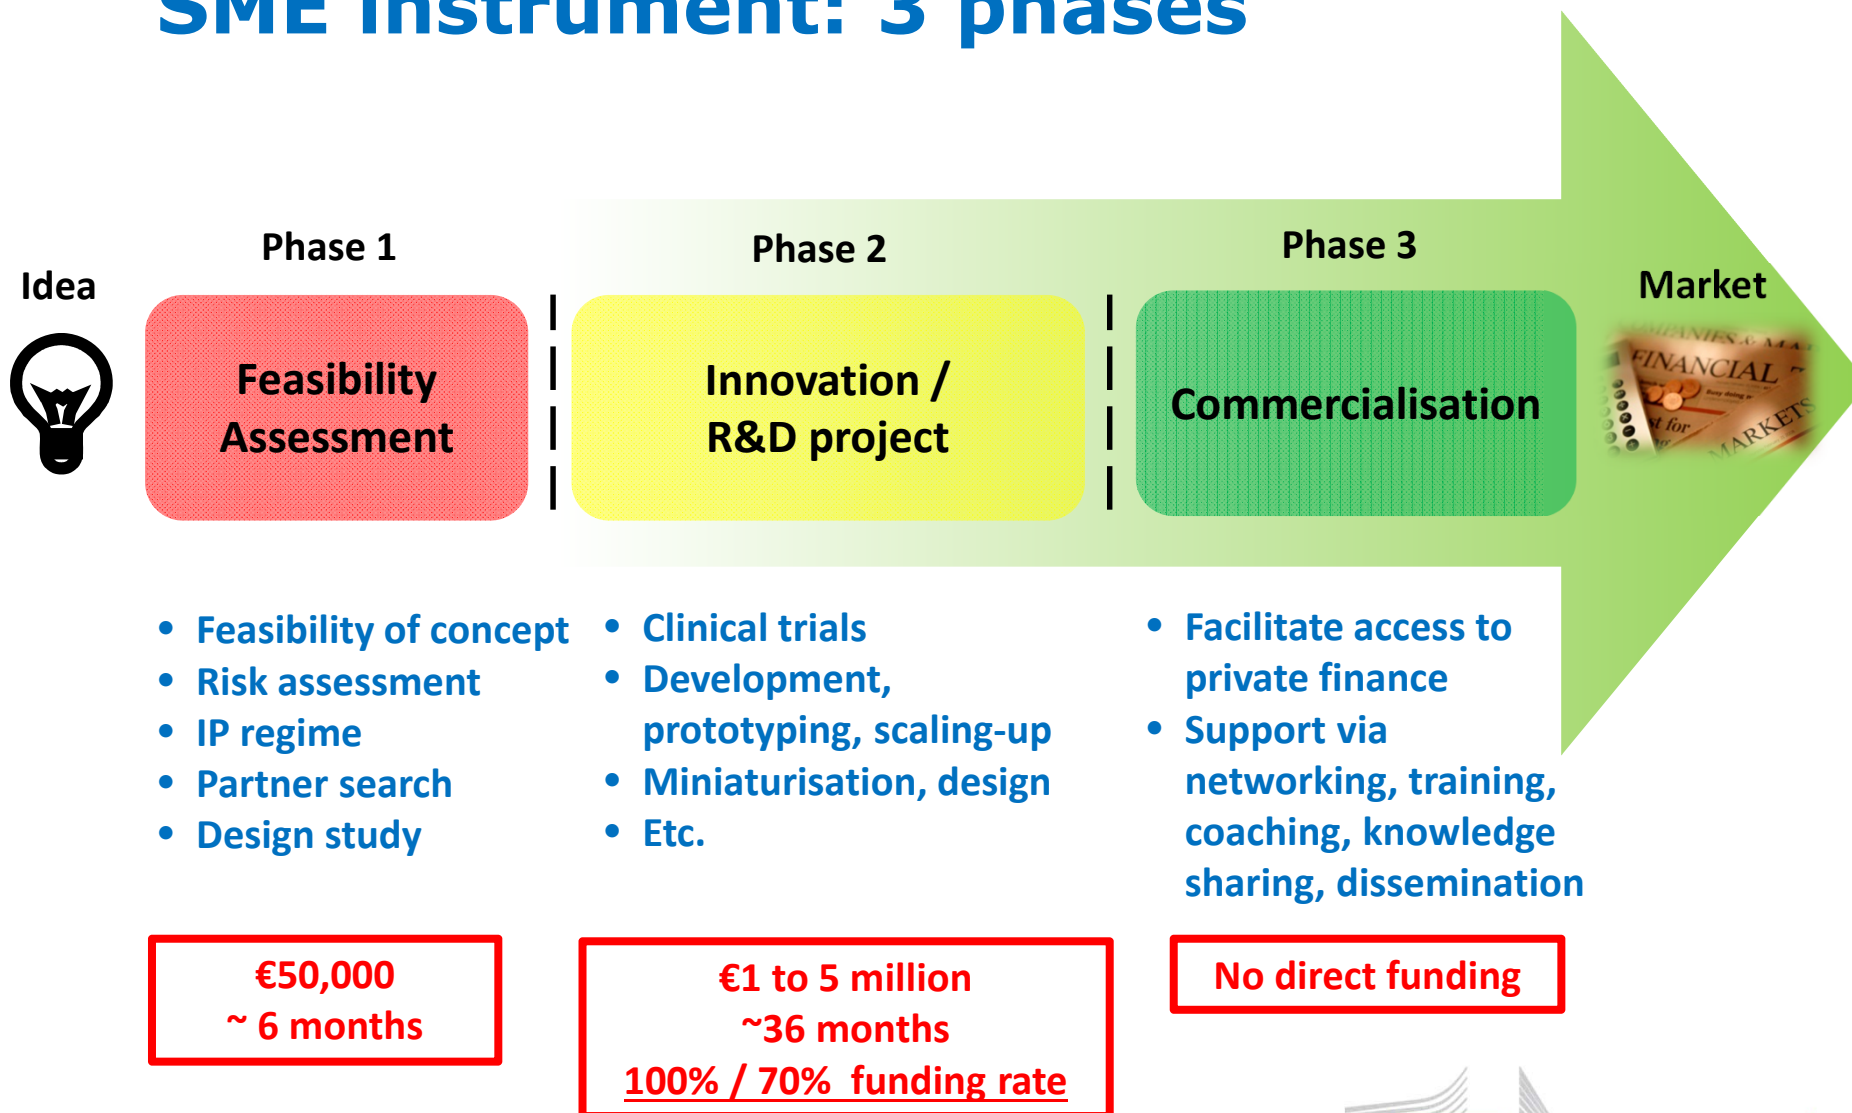 SME instrument: 3 phases
Phase 1
Phase 2
Phase 3
Idea
Market
Feasibility
Assessment
Innovation /
R&D project
Commercialisation
FINANCIAL
MARKETS
• Feasibility of concept
• Risk assessment
• IP regime
• Partner search
• Design study
• Clinical trials
• Development,
prototyping, scaling-up
• Miniaturisation, design
• Etc.
• Facilitate access to
private finance
• Support via
networking, training,
coaching, knowledge
sharing, dissemination
€50,000
~ 6 months
€1 to 5 million
~36 months
100% / 70% funding rate
No direct funding